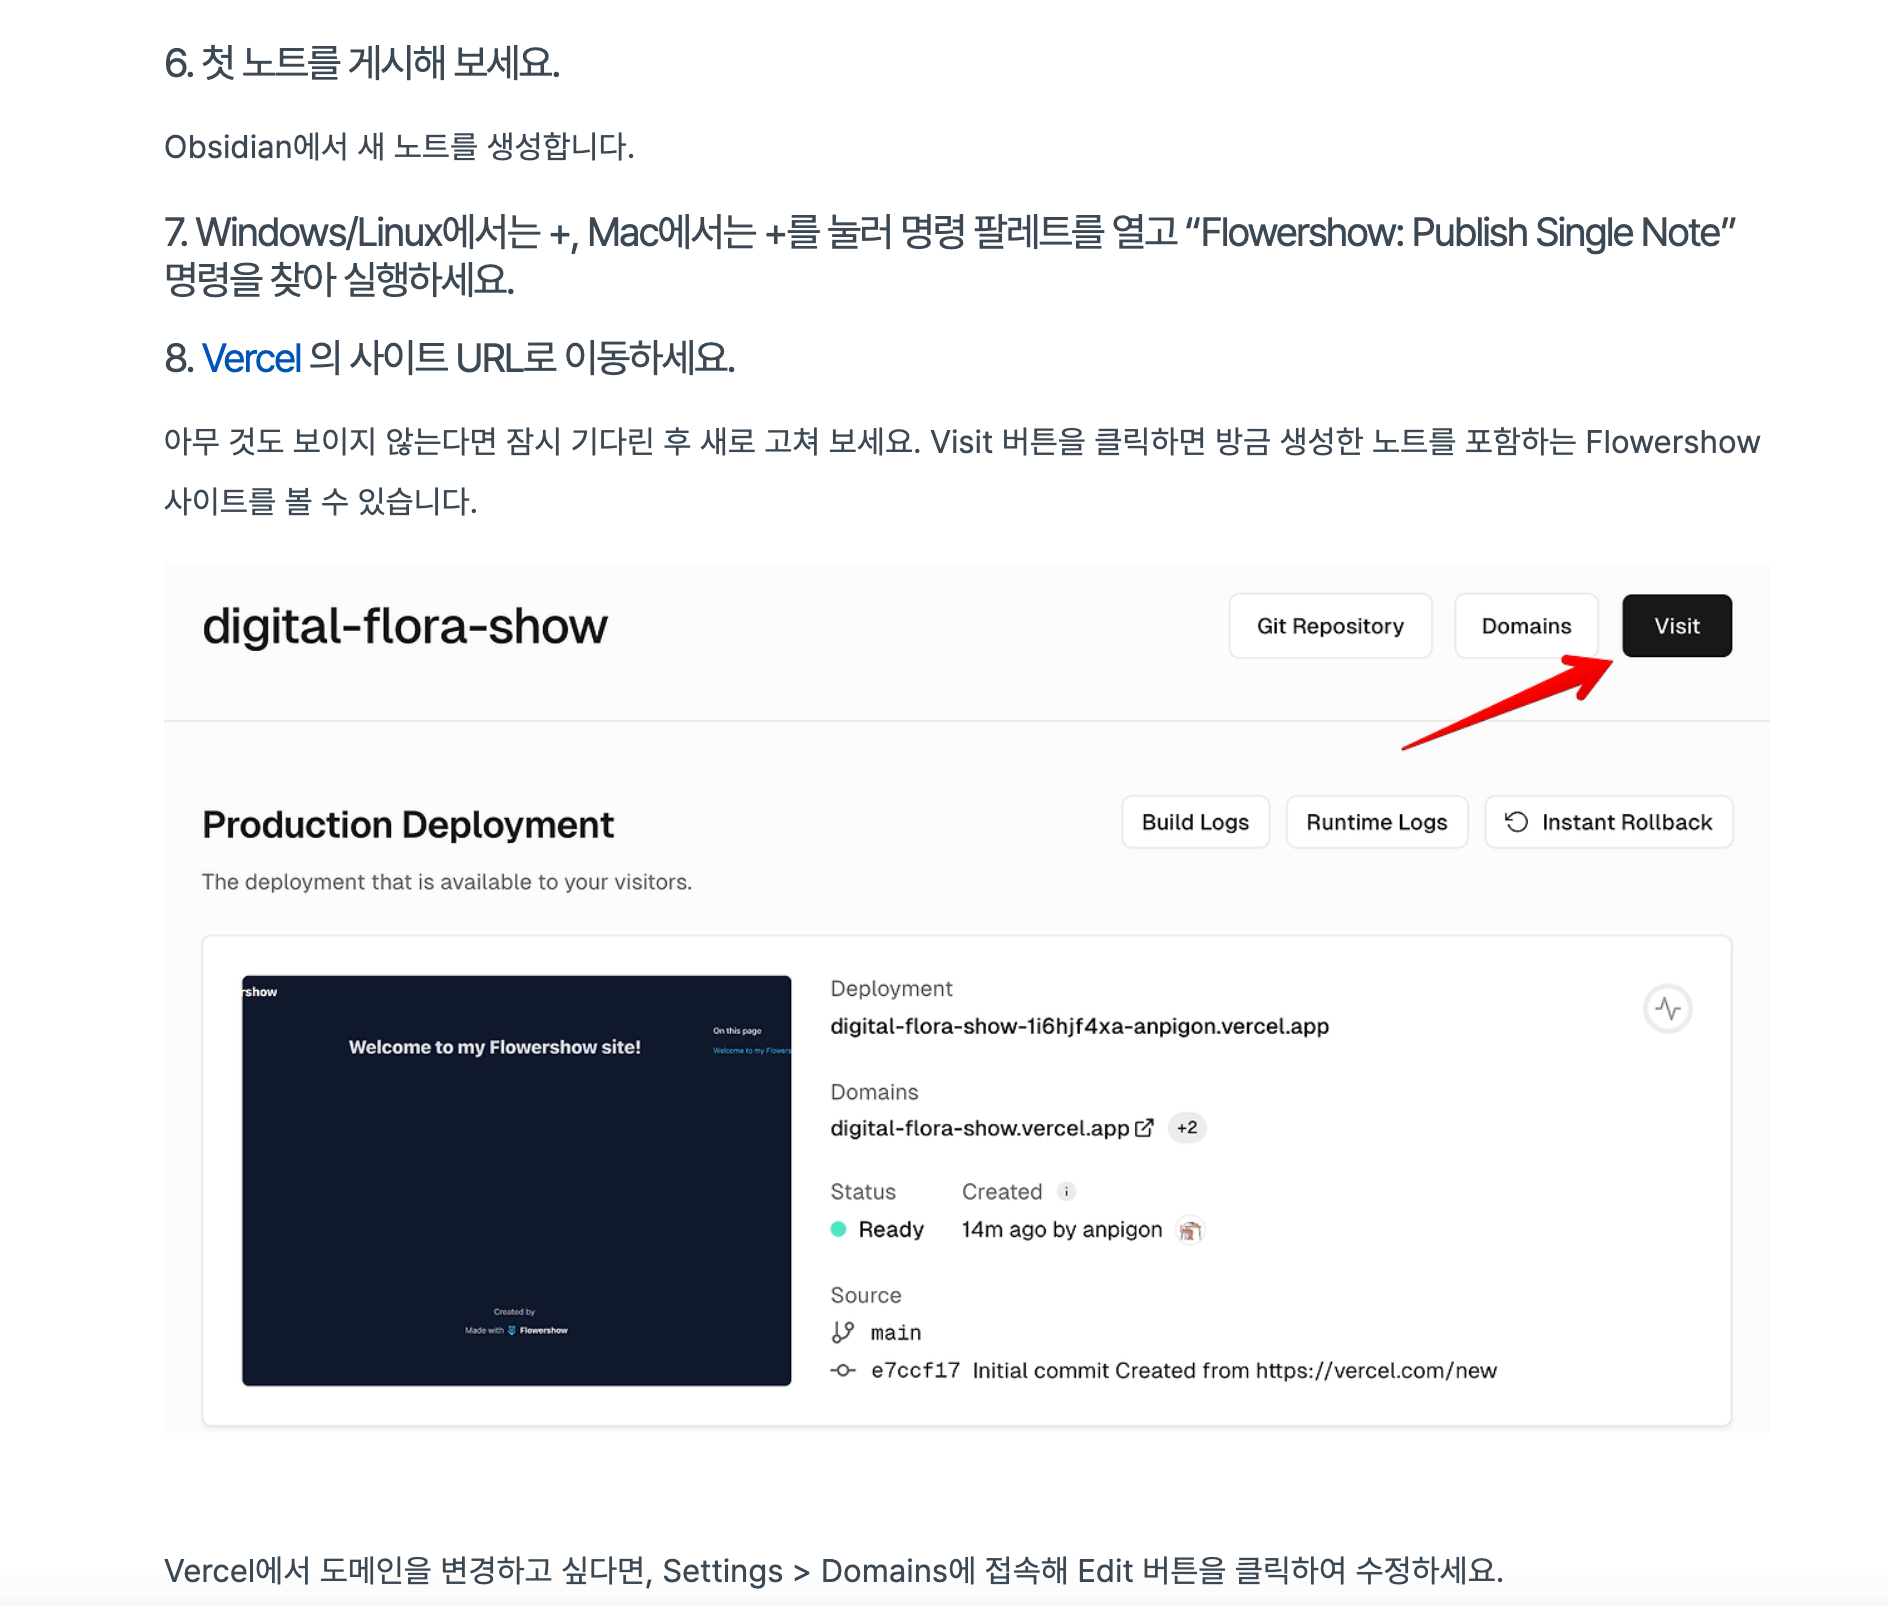 6. 첫 노트를 게시해 보세요.
Obsidian에서 새 노트를 생성합니다.
7. Windows/Linux에서는 +, Mac에서는 +를 눌러 명령 팔레트를 열고 “Flowershow: Publish Single Note”
명령을 찾아 실행하세요.
8. Vercel 의 사이트 URL로 이동하세요.
아무 것도 보이지 않는다면 잠시 기다린 후 새로 고쳐 보세요. Visit 버튼을 클릭하면 방금 생성한 노트를 포함하는 Flowershow
사이트를 볼 수 있습니다.
digital-flora-show
Git Repository
Domains
Visit
Production Deployment
Build Logs
Runtime Logs
Instant Rollback
The deployment that is available to your visitors.
rshow
On this page
Welcome to my Flowershow site!
Welcome to my Flowers
Created by
Made with Flowershow
Deployment
digital-flora-show-1i6hjf4xa-anpigon.vercel.app
Domains
digital-flora-show.vercel.app +2
Status Created
Ready 14m ago by anpigon
Source
main
e7ccf17 Initial commit Created from https://vercel.com/new
Vercel에서 도메인을 변경하고 싶다면, Settings > Domains에 접속해 Edit 버튼을 클릭하여 수정하세요.